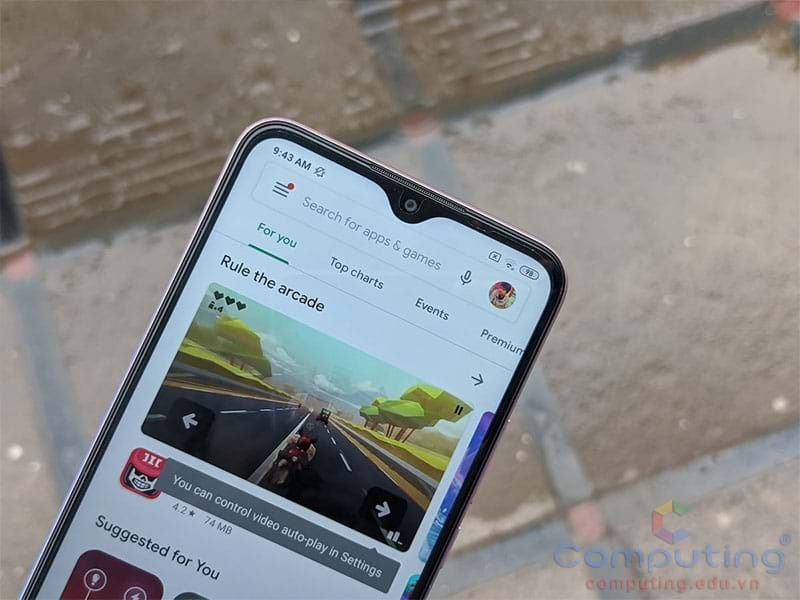 9:43 AM
98
Search for apps & games
For you
Top charts
Events
Premium
Rule the arcade
You can control video auto-play in Settings
4.2★ 74 MB
Suggested for You
Computing®
computing.edu.vn